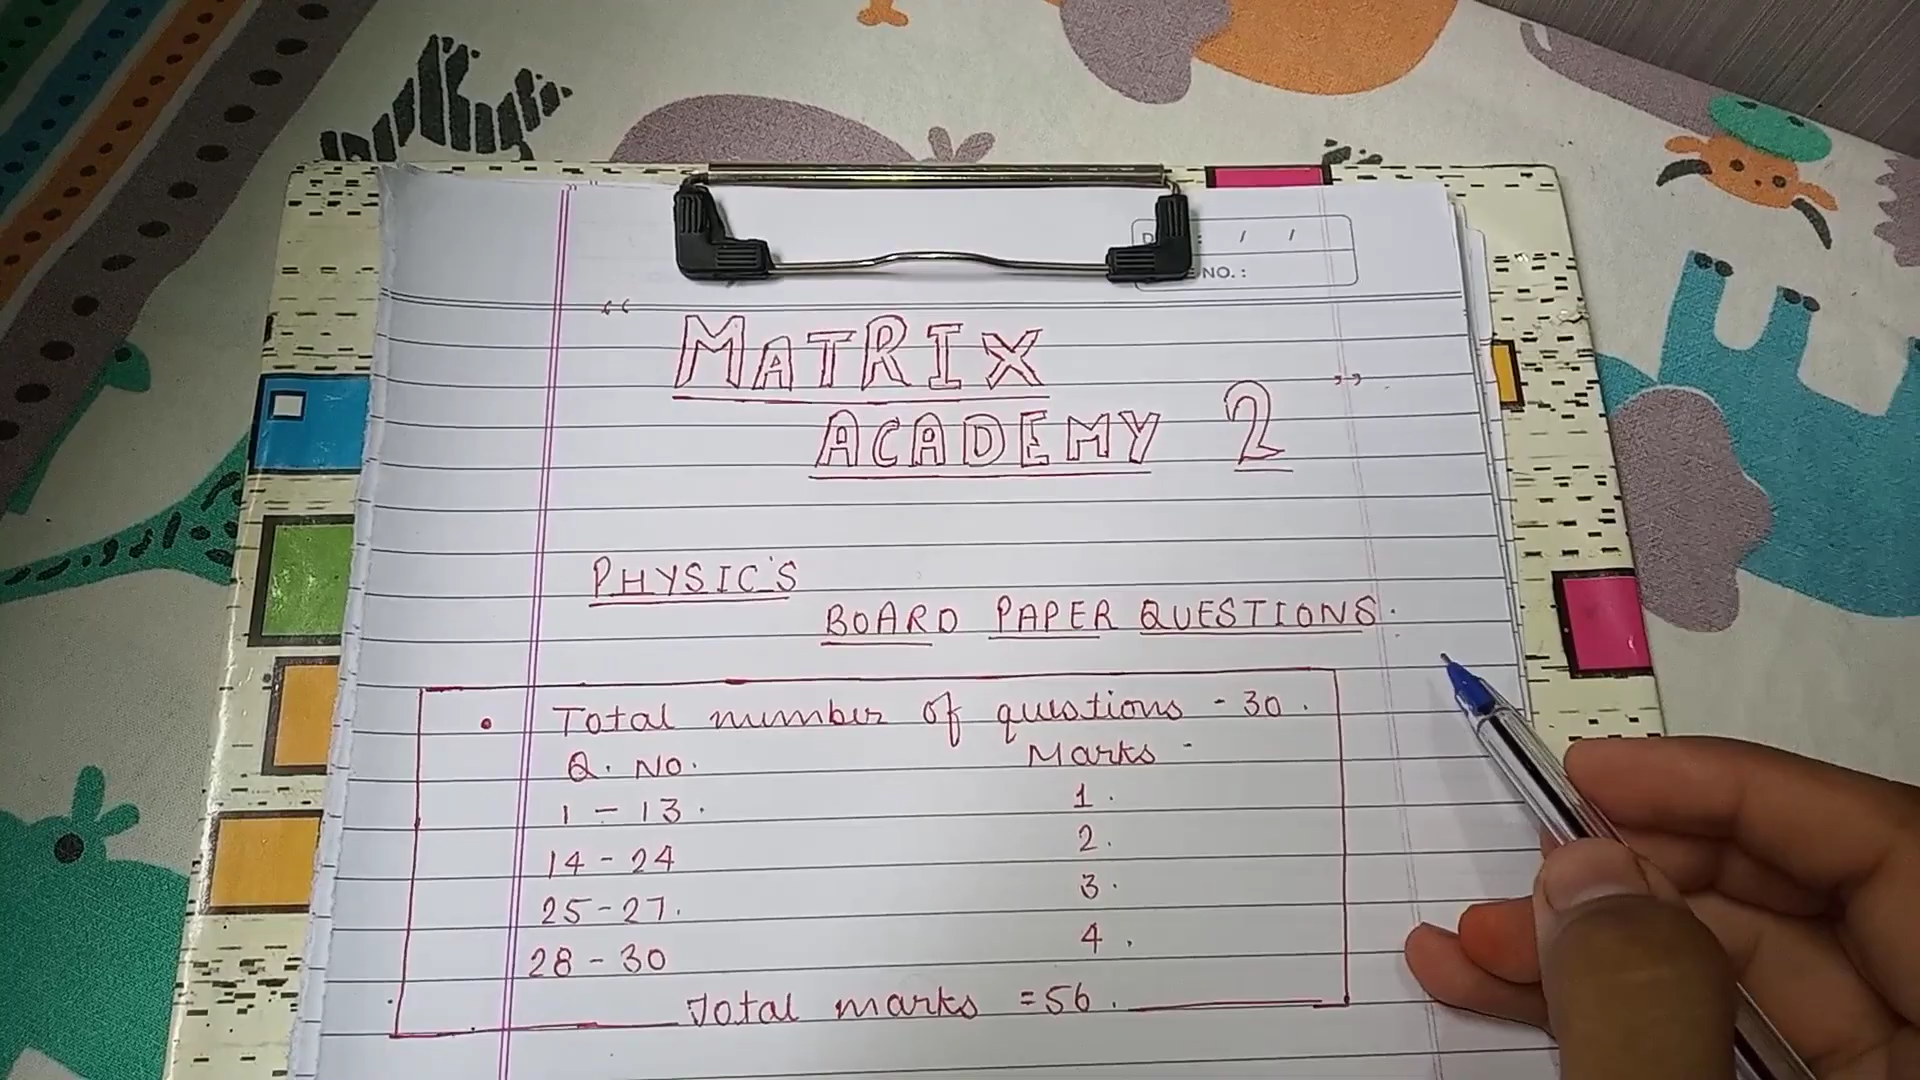 “ MATRIX
ACADEMY 2 ”
PHYSIC'S
BOARD PAPER QUESTIONS.
• Total number of questions - 30.
Q. No. Marks -
1 - 13. 1.
14 - 24 2.
25 - 27. 3.
28 - 30 4.
Total marks = 56.
NO. :